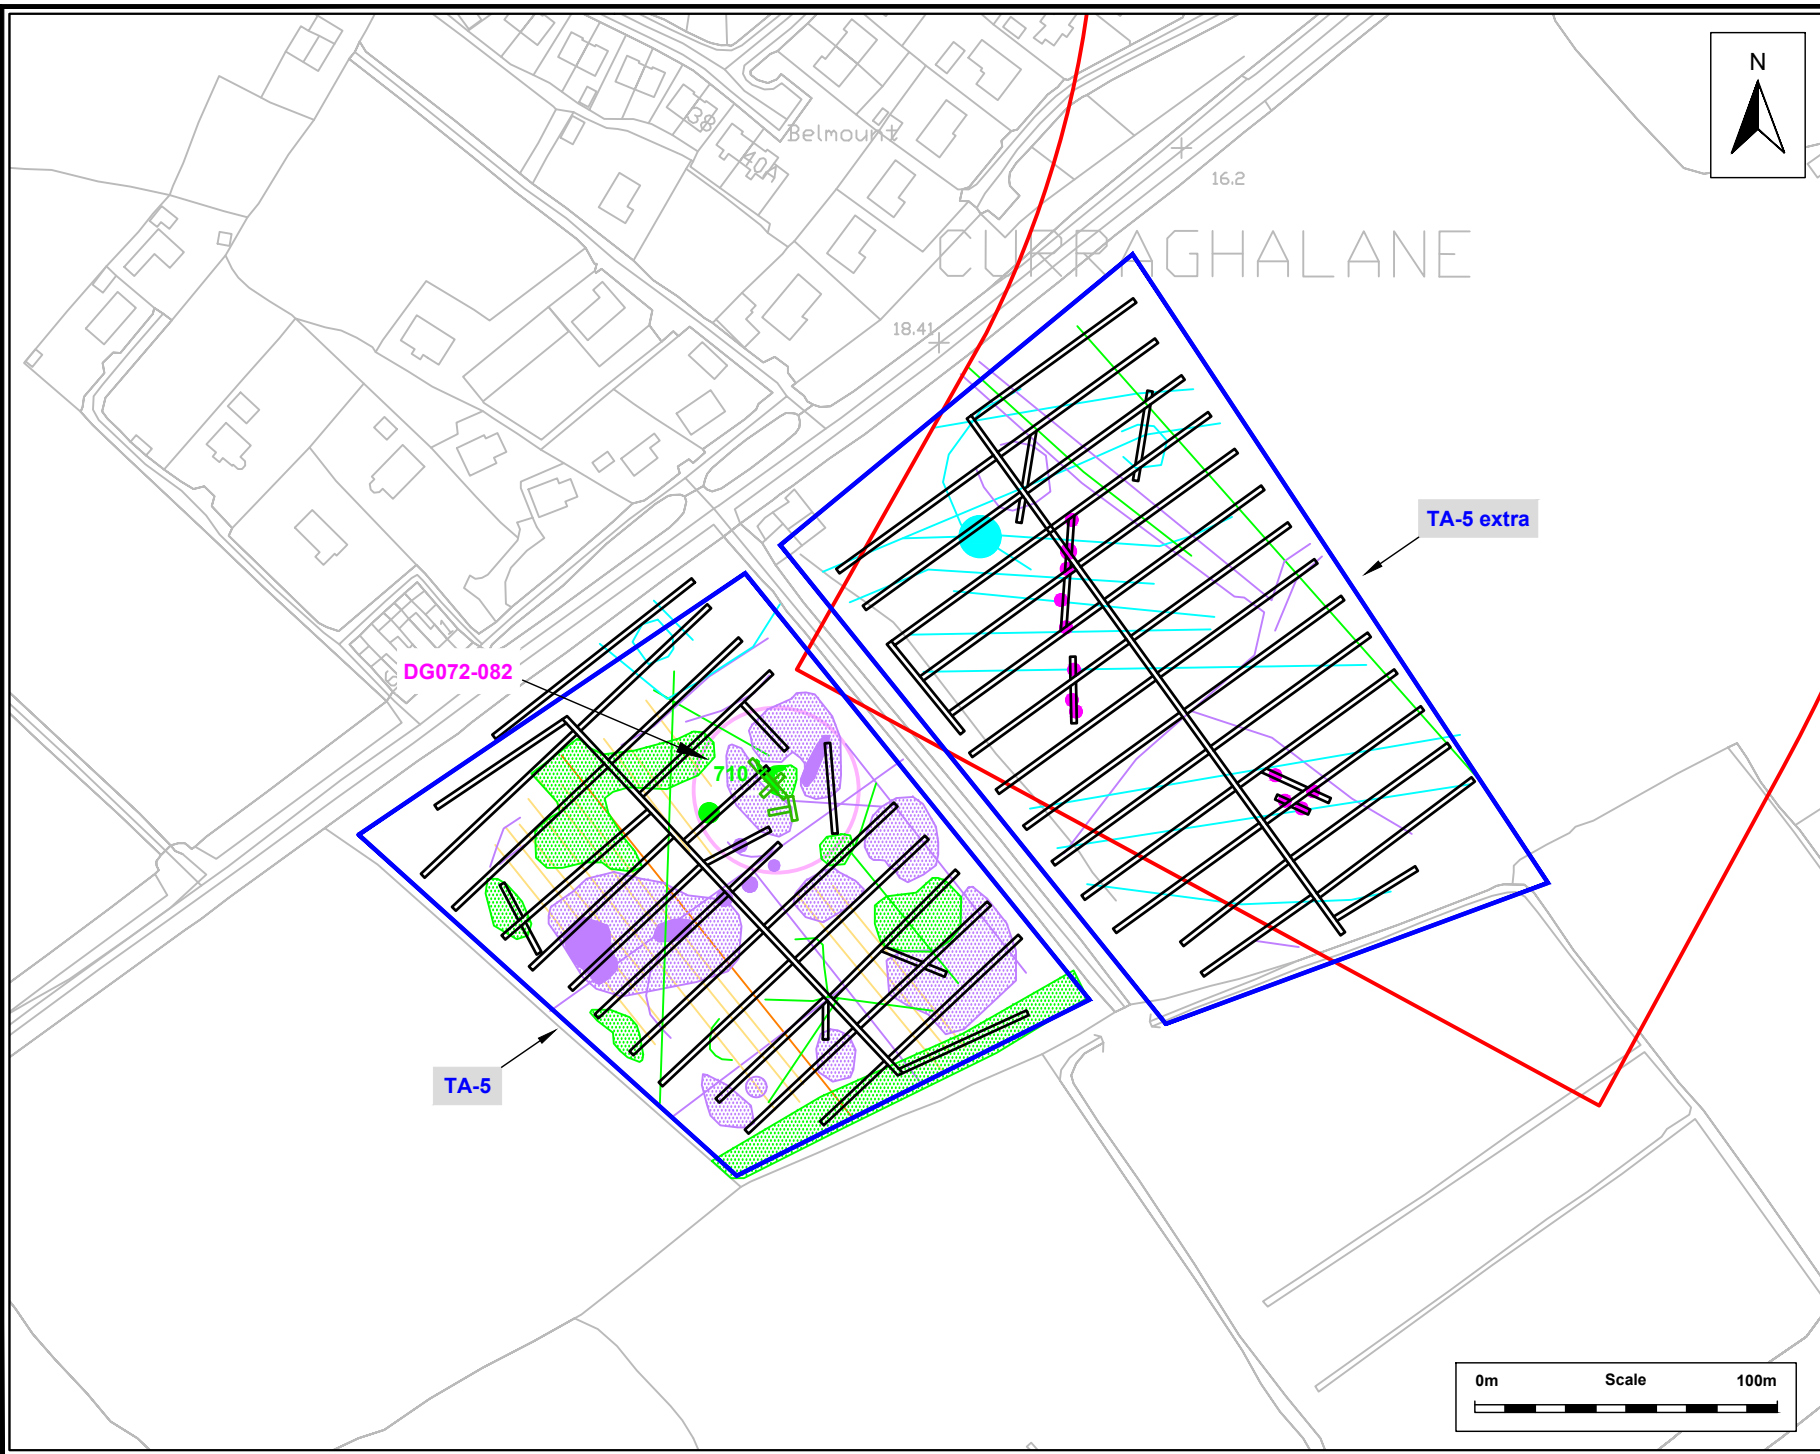 N
38
Belmount
40A
16.2
CURRAGHALANE
18.41
TA-5 extra
DG072-082
710
TA-5
0m Scale 100m